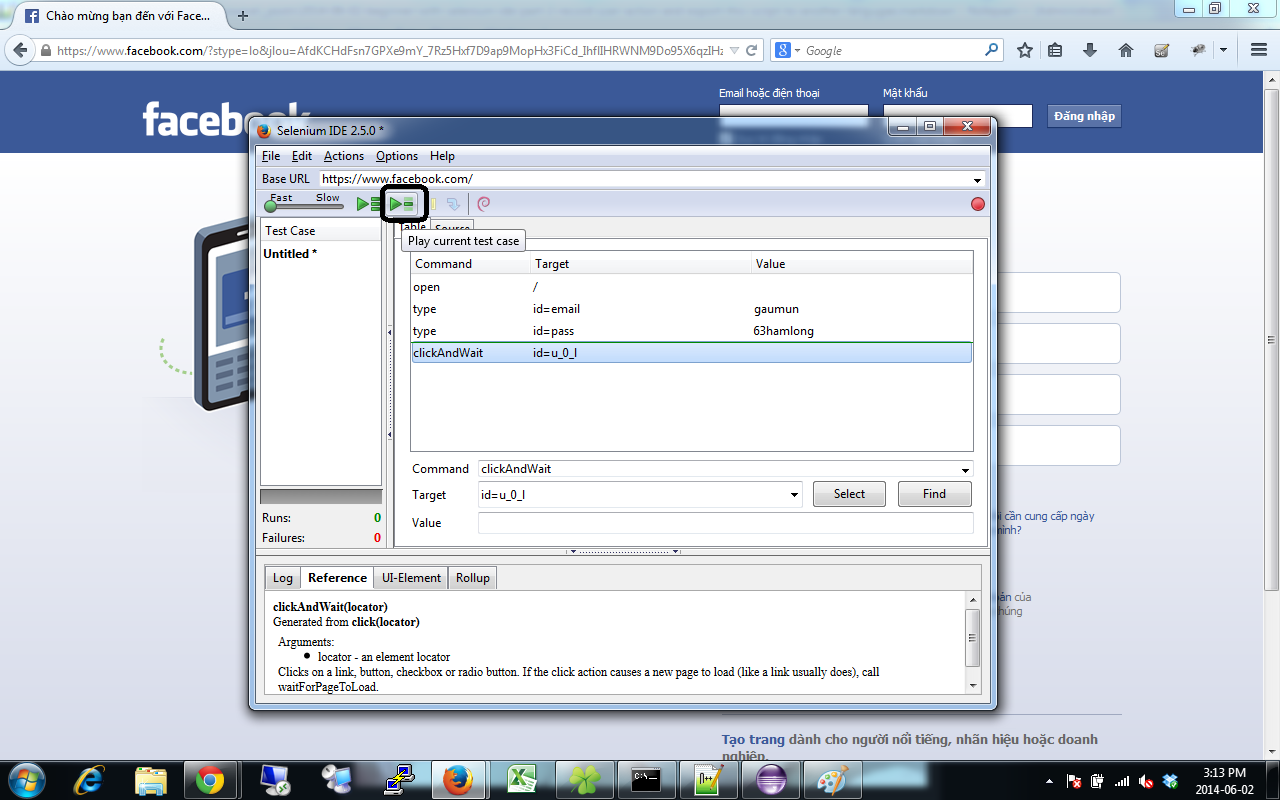 Chào mừng bạn đến với Face...
https://www.facebook.com/?stype=lo&jlou=AfdKCHdFsn7GPXe9mY_7Rz5Hxf7D9ap9MopHx3FiCd_IhflIHRWNM9Do95X6qzIHz
Google
facebook
Email hoặc điện thoại
Mật khẩu
Đăng nhập
Selenium IDE 2.5.0 *
File Edit Actions Options Help
Base URL https://www.facebook.com/
Fast Slow
Test Case
Table Source
Untitled *
Play current test case
Command Target Value
open /
type id=email gaumun
type id=pass 63hamlong
clickAndWait id=u_0_l
Command clickAndWait
Target id=u_0_l Select Find
Value
Runs: 0
Failures: 0
cần cung cấp ngày
mình?
Log Reference UI-Element Rollup
clickAndWait(locator)
Generated from click(locator)
Arguments:
locator - an element locator
Clicks on a link, button, checkbox or radio button. If the click action causes a new page to load (like a link usually does), call
waitForPageToLoad.
của
Tạo trang dành cho người nổi tiếng, nhãn hiệu hoặc doanh
nghiệp.
3:13 PM
2014-06-02